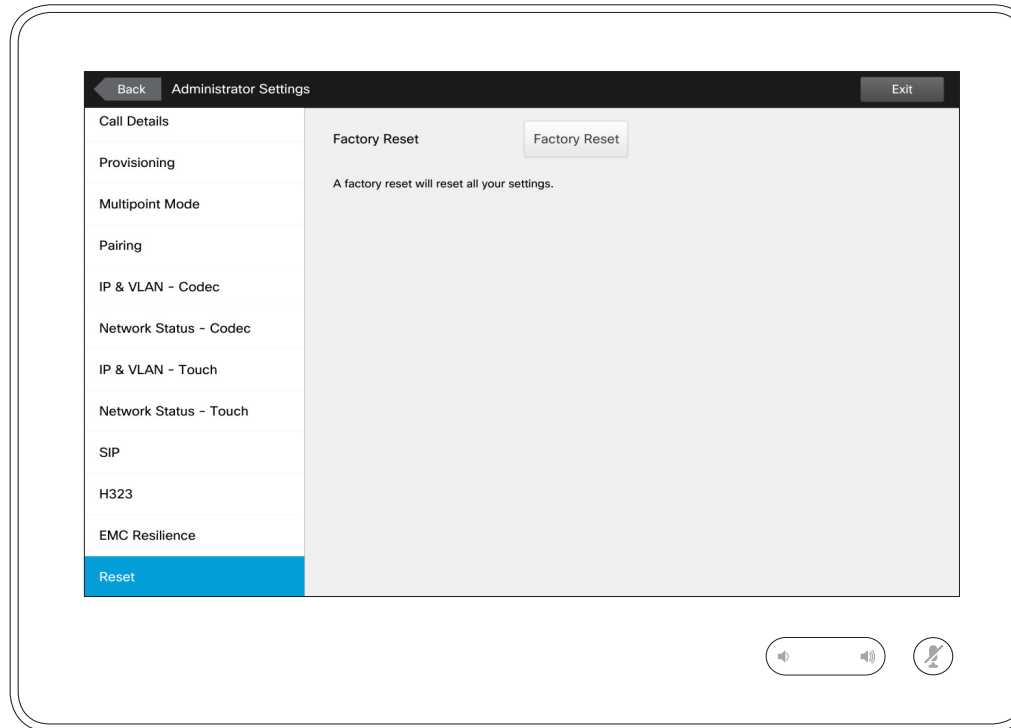 Back Administrator Settings Exit
Call Details
Provisioning
Multipoint Mode
Pairing
IP & VLAN - Codec
Network Status - Codec
IP & VLAN - Touch
Network Status - Touch
SIP
H323
EMC Resilience
Reset
Factory Reset Factory Reset
A factory reset will reset all your settings.